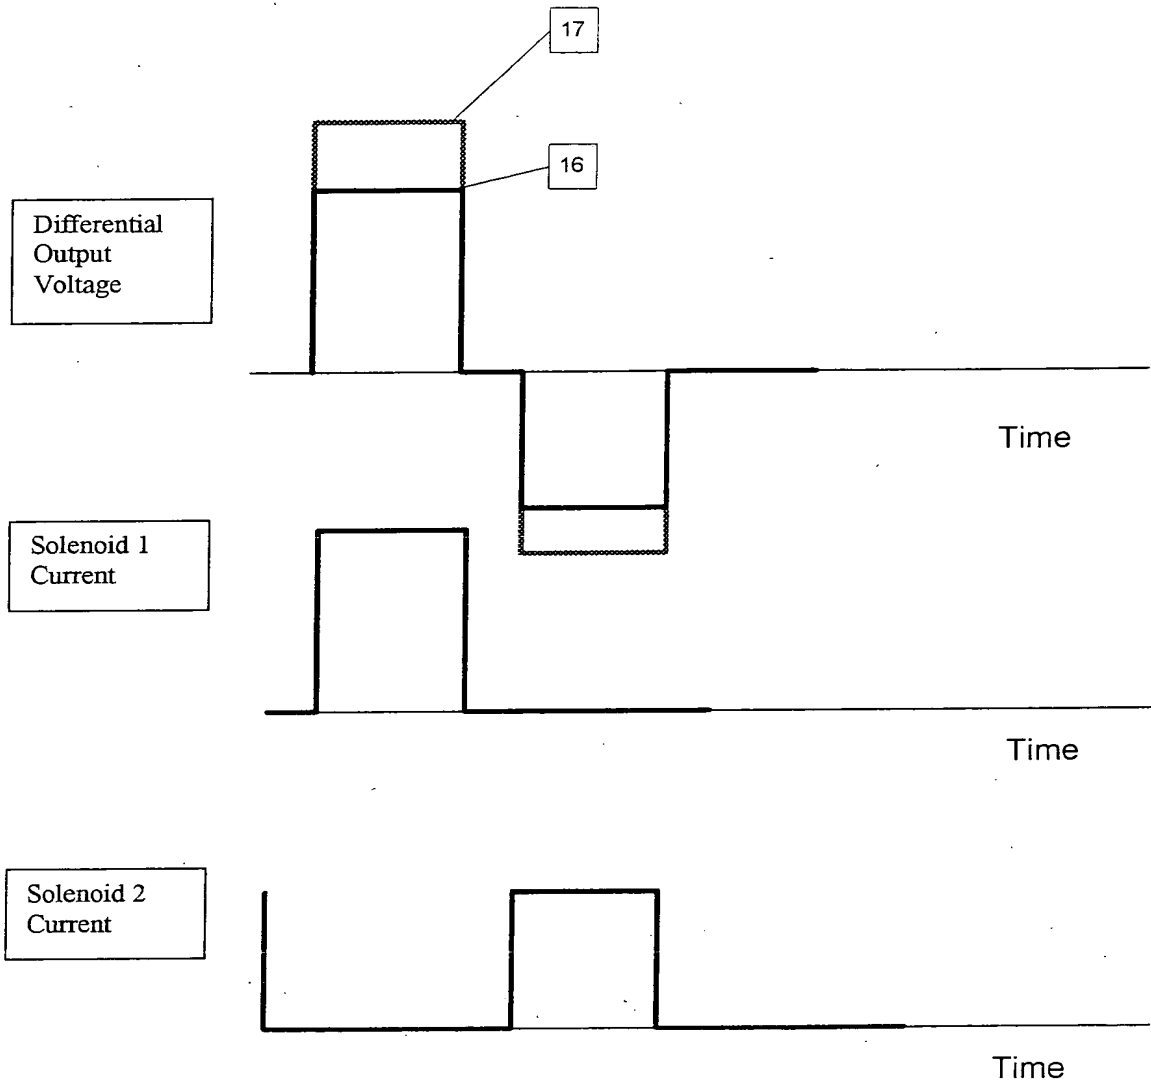 17
16
Differential
Output
Voltage
Time
Solenoid 1
Current
Time
Solenoid 2
Current
Time